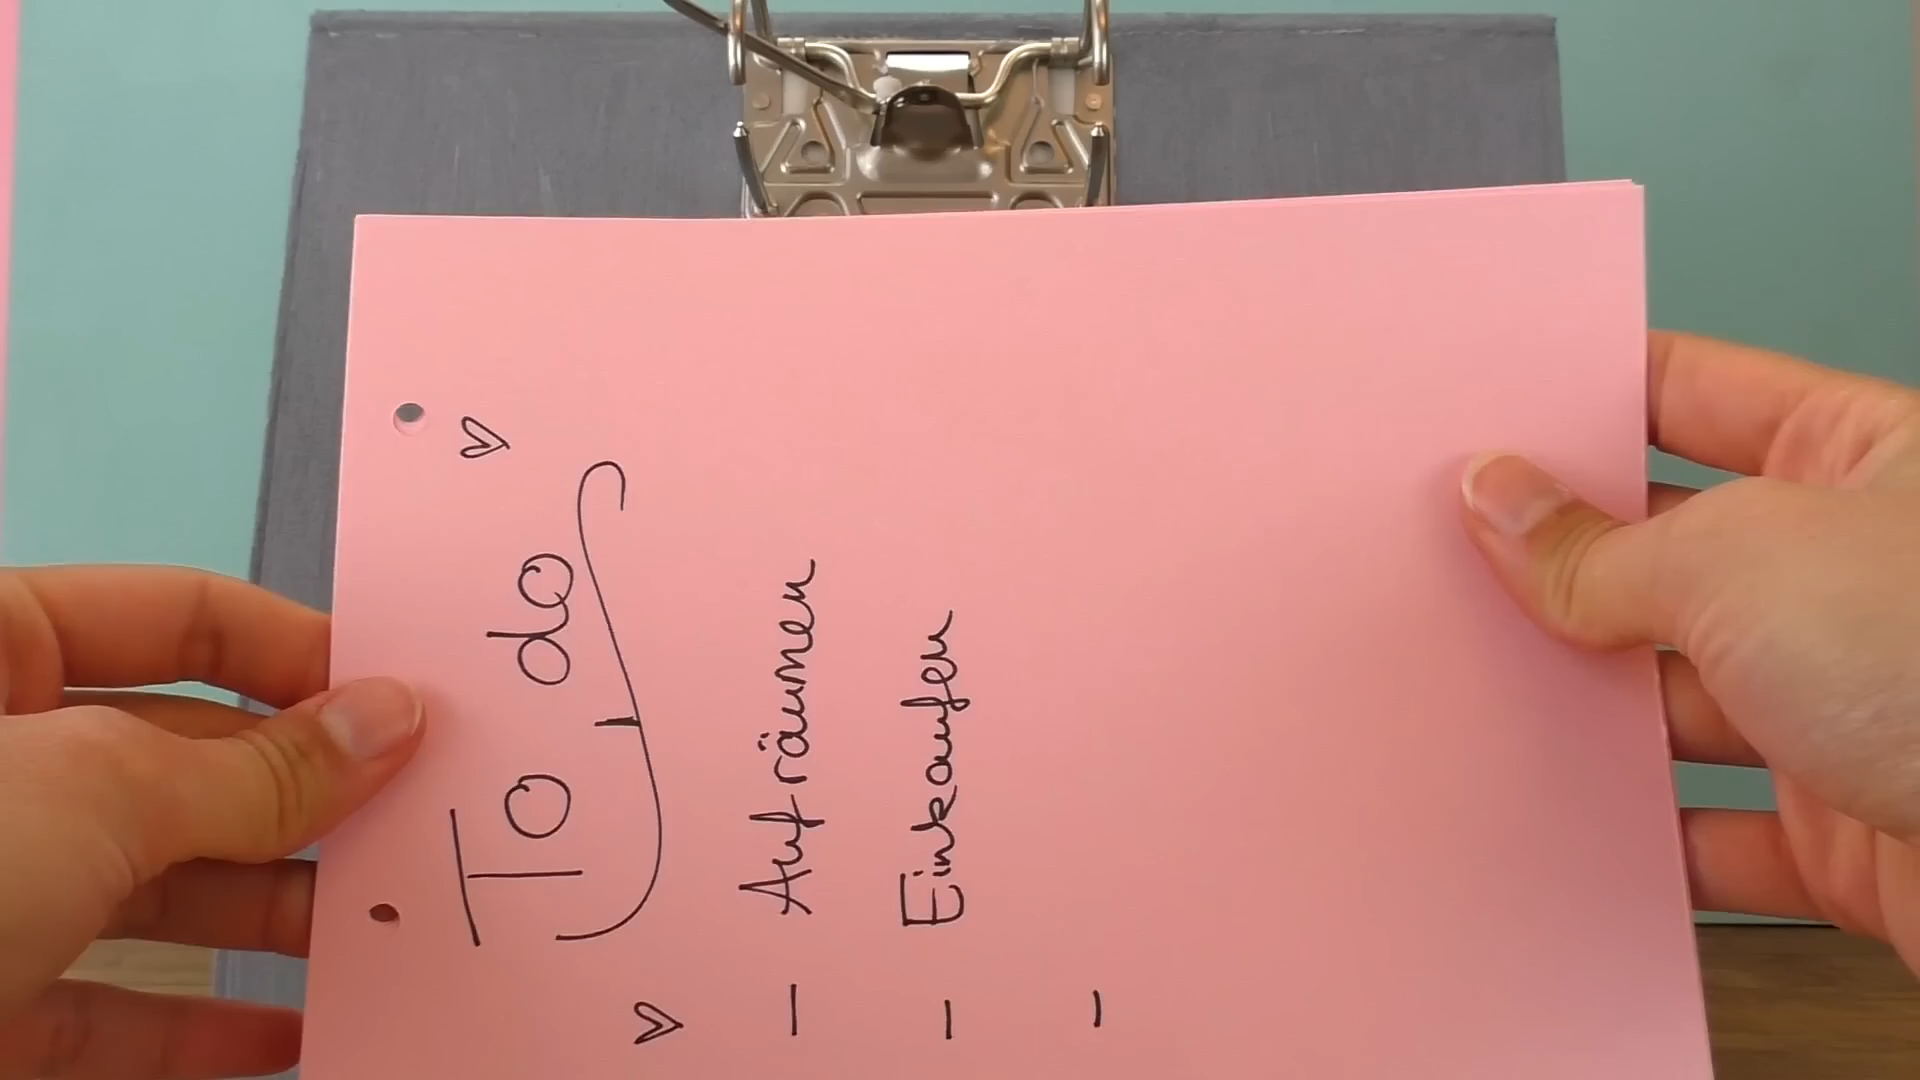 To do
- Aufräumen
- Einkaufen
-